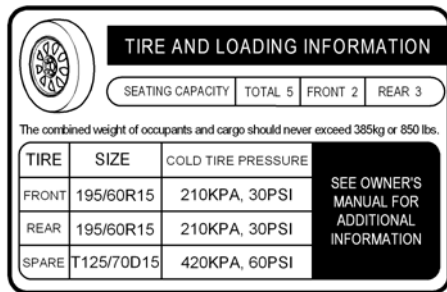 TIRE AND LOADING INFORMATION
SEATING CAPACITY TOTAL 5 FRONT 2 REAR 3
The combined weight of occupants and cargo should never exceed 385kg or 850 lbs.
TIRE SIZE COLD TIRE PRESSURE
FRONT 195/60R15 210KPA, 30PSI
REAR 195/60R15 210KPA, 30PSI
SPARE T125/70D15 420KPA, 60PSI
SEE OWNER'S
MANUAL FOR
ADDITIONAL
INFORMATION